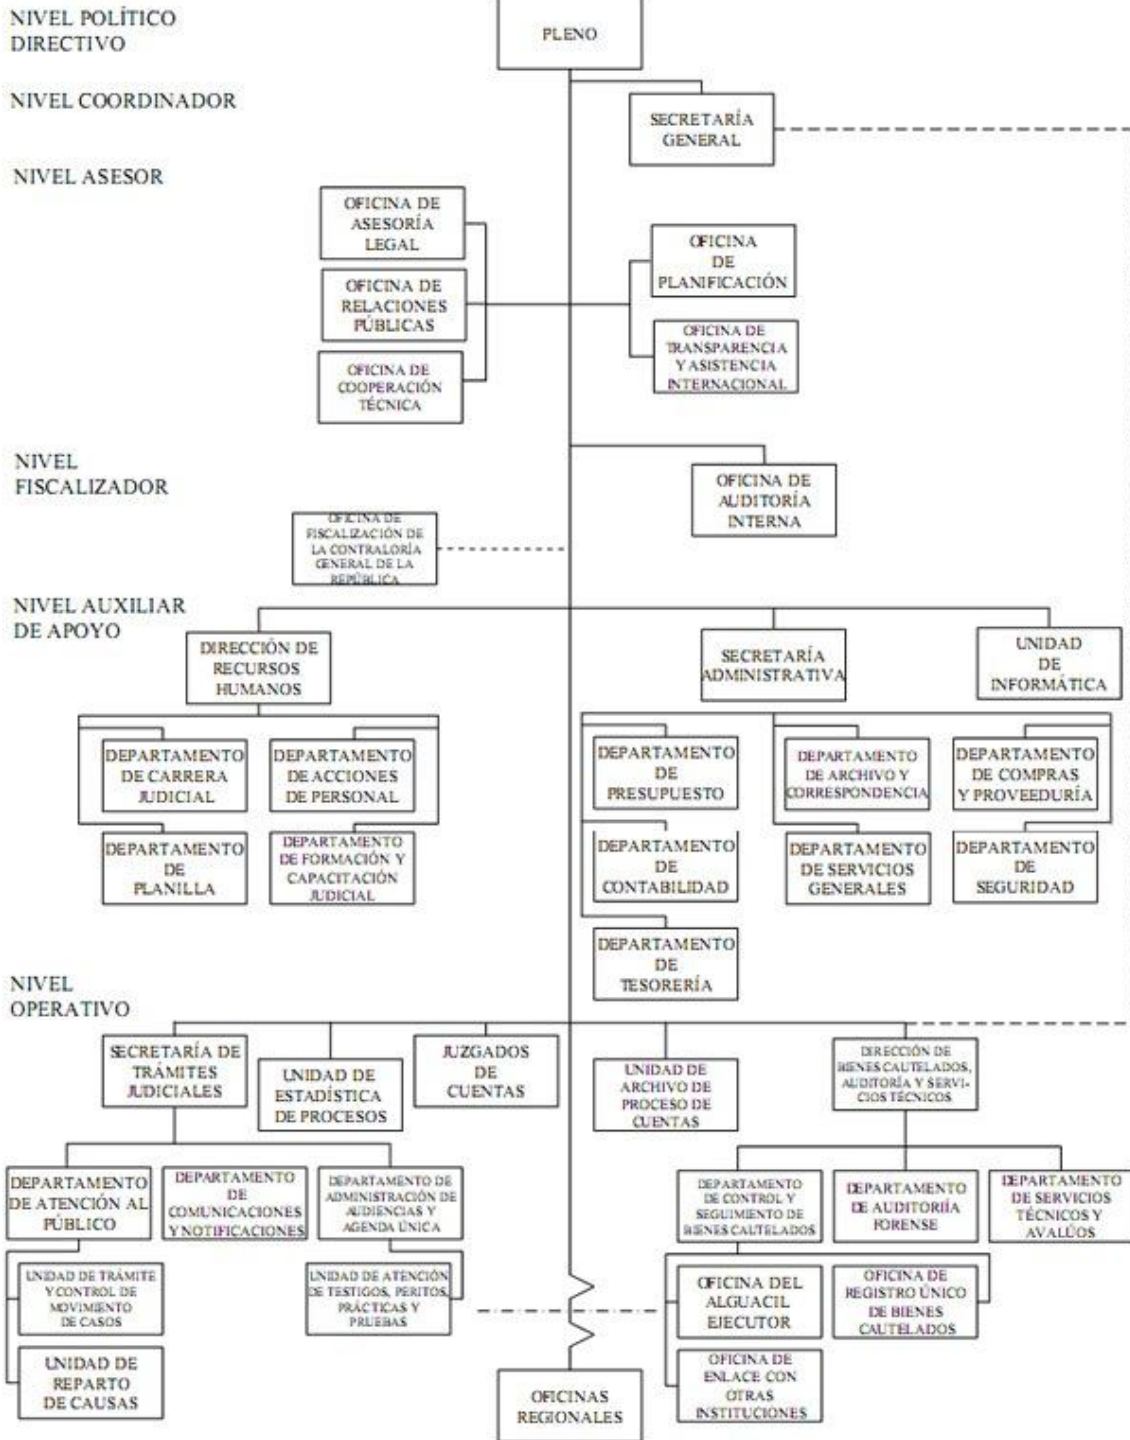 NIVEL POLÍTICO
DIRECTIVO
PLENO
NIVEL COORDINADOR
SECRETARÍA
GENERAL
NIVEL ASESOR
OFICINA DE
ASESORÍA
LEGAL
OFICINA DE
RELACIONES
PÚBLICAS
OFICINA DE
COOPERACIÓN
TÉCNICA
OFICINA
DE
PLANIFICACIÓN
OFICINA DE
TRANSPARENCIA
Y ASISTENCIA
INTERNACIONAL
NIVEL
FISCALIZADOR
OFICINA DE
AUDITORÍA
INTERNA
OFICINA DE
FISCALIZACIÓN DE
LA CONTRALORÍA
GENERAL DE LA
REPÚBLICA
NIVEL AUXILIAR
DE APOYO
DIRECCIÓN DE
RECURSOS
HUMANOS
SECRETARÍA
ADMINISTRATIVA
UNIDAD
DE
INFORMÁTICA
DEPARTAMENTO
DE CARRERA
JUDICIAL
DEPARTAMENTO
DE ACCIONES
DE PERSONAL
DEPARTAMENTO
DE
PLANILLA
DEPARTAMENTO
DE FORMACIÓN Y
CAPACITACIÓN
JUDICIAL
DEPARTAMENTO
DE
PRESUPUESTO
DEPARTAMENTO
DE ARCHIVO Y
CORRESPONDENCIA
DEPARTAMENTO
DE COMPRAS
Y PROVEEDURÍA
DEPARTAMENTO
DE
CONTABILIDAD
DEPARTAMENTO
DE SERVICIOS
GENERALES
DEPARTAMENTO
DE
SEGURIDAD
DEPARTAMENTO
DE
TESORERÍA
NIVEL
OPERATIVO
SECRETARÍA DE
TRÁMITES
JUDICIALES
UNIDAD DE
ESTADÍSTICA
DE PROCESOS
JUZGADOS
DE
CUENTAS
UNIDAD DE
ARCHIVO DE
PROCESO DE
CUENTAS
DIRECCIÓN DE
BIENES CAUTELADOS,
AUDITORÍA Y SERVI-
CIOS TÉCNICOS
DEPARTAMENTO
DE ATENCIÓN AL
PÚBLICO
DEPARTAMENTO
DE
COMUNICACIONES
Y NOTIFICACIONES
DEPARTAMENTO DE
ADMINISTRACIÓN DE
AUDIENCIAS Y
AGENDA ÚNICA
DEPARTAMENTO
DE CONTROL Y
SEGUIMIENTO DE
BIENES CAUTELADOS
DEPARTAMENTO
DE AUDITORIÍA
FORENSE
DEPARTAMENTO
DE SERVICIOS
TÉCNICOS Y
AVALÚOS
UNIDAD DE TRÁMITE
Y CONTROL DE
MOVIMIENTO
DE CASOS
UNIDAD DE ATENCIÓN
DE TESTIGOS, PERITOS,
PRÁCTICAS Y
PRUEBAS
OFICINA DEL
ALGUACIL
EJECUTOR
OFICINA DE
REGISTRO ÚNICO
DE BIENES
CAUTELADOS
UNIDAD DE
REPARTO
DE CAUSAS
OFICINA DE
ENLACE CON
OTRAS
INSTITUCIONES
OFICINAS
REGIONALES